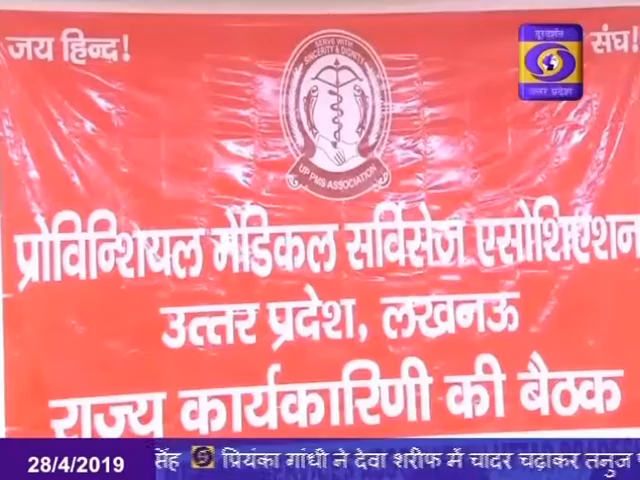 जय हिन्द!
संघ!
दूरदर्शन
उत्तर प्रदेश
SERVE WITH
SINCERITY & DIGNITY
UP PMS ASSOCIATION
प्रोविन्शियल मेडिकल सर्विसेज एसोशिएशन
उत्तर प्रदेश, लखनऊ
राज्य कार्यकारिणी की बैठक
28/4/2019
सिंह प्रियंका गांधी ने देवा शरीफ में चादर चढ़ाकर तनुज